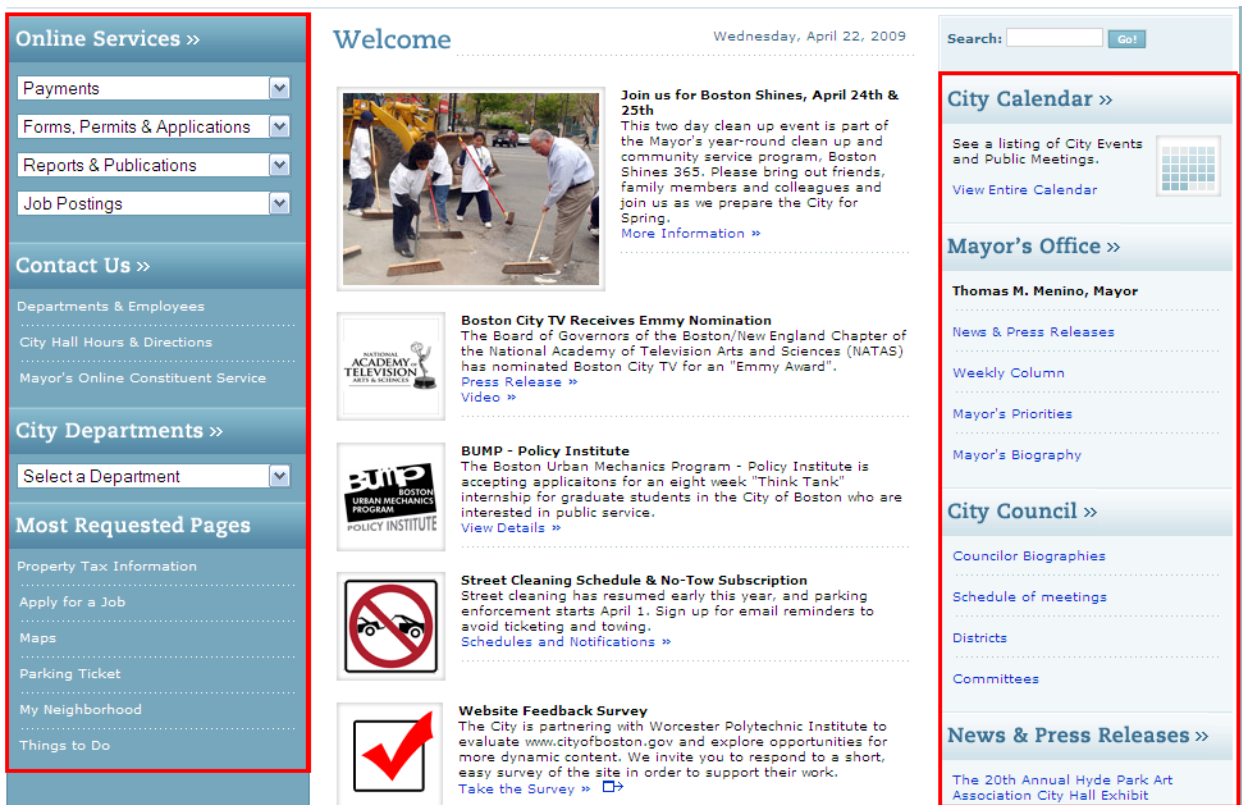 Online Services »
Payments
Forms, Permits & Applications
Reports & Publications
Job Postings
Contact Us »
Departments & Employees
City Hall Hours & Directions
Mayor's Online Constituent Service
City Departments »
Select a Department
Most Requested Pages
Property Tax Information
Apply for a Job
Maps
Parking Ticket
My Neighborhood
Things to Do
Welcome
Wednesday, April 22, 2009
Join us for Boston Shines, April 24th &
25th
This two day clean up event is part of
the Mayor's year-round clean up and
community service program, Boston
Shines 365. Please bring out friends,
family members and colleagues and
join us as we prepare the City for
Spring.
More Information »
NATIONAL
ACADEMY OF
TELEVISION
ARTS & SCIENCES
Boston City TV Receives Emmy Nomination
The Board of Governors of the Boston/New England Chapter of
the National Academy of Television Arts and Sciences (NATAS)
has nominated Boston City TV for an "Emmy Award".
Press Release »
Video »
BUMP
BOSTON
URBAN MECHANICS
PROGRAM
POLICY INSTITUTE
BUMP - Policy Institute
The Boston Urban Mechanics Program - Policy Institute is
accepting applicaitons for an eight week "Think Tank"
internship for graduate students in the City of Boston who are
interested in public service.
View Details »
Street Cleaning Schedule & No-Tow Subscription
Street cleaning has resumed early this year, and parking
enforcement starts April 1. Sign up for email reminders to
avoid ticketing and towing.
Schedules and Notifications »
Website Feedback Survey
The City is partnering with Worcester Polytechnic Institute to
evaluate www.cityofboston.gov and explore opportunities for
more dynamic content. We invite you to respond to a short,
easy survey of the site in order to support their work.
Take the Survey »
Search:
Go!
City Calendar »
See a listing of City Events
and Public Meetings.
View Entire Calendar
Mayor's Office »
Thomas M. Menino, Mayor
News & Press Releases
Weekly Column
Mayor's Priorities
Mayor's Biography
City Council »
Councilor Biographies
Schedule of meetings
Districts
Committees
News & Press Releases »
The 20th Annual Hyde Park Art
Association City Hall Exhibit